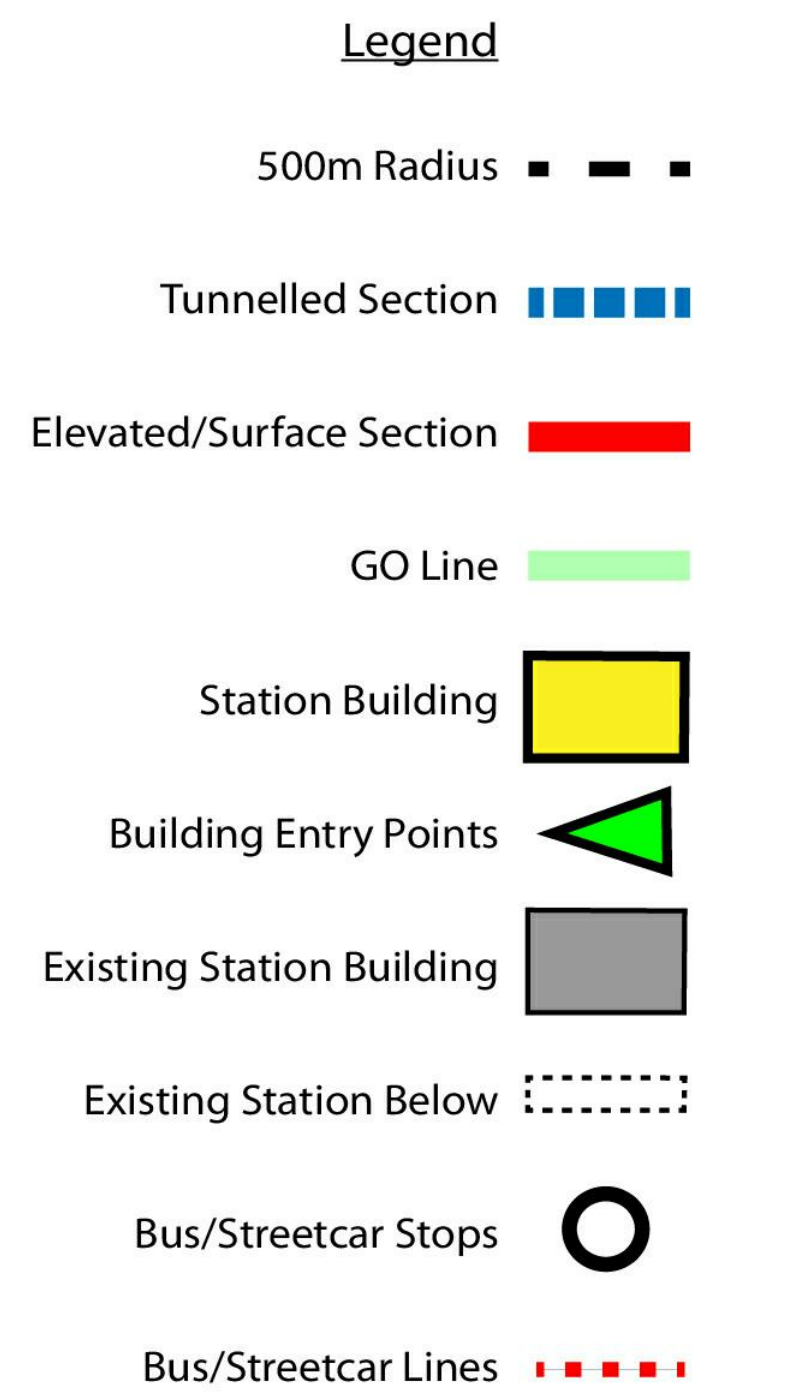 Legend
500m Radius
Tunnelled Section
Elevated/Surface Section
GO Line
Station Building
Building Entry Points
Existing Station Building
Existing Station Below
Bus/Streetcar Stops
Bus/Streetcar Lines